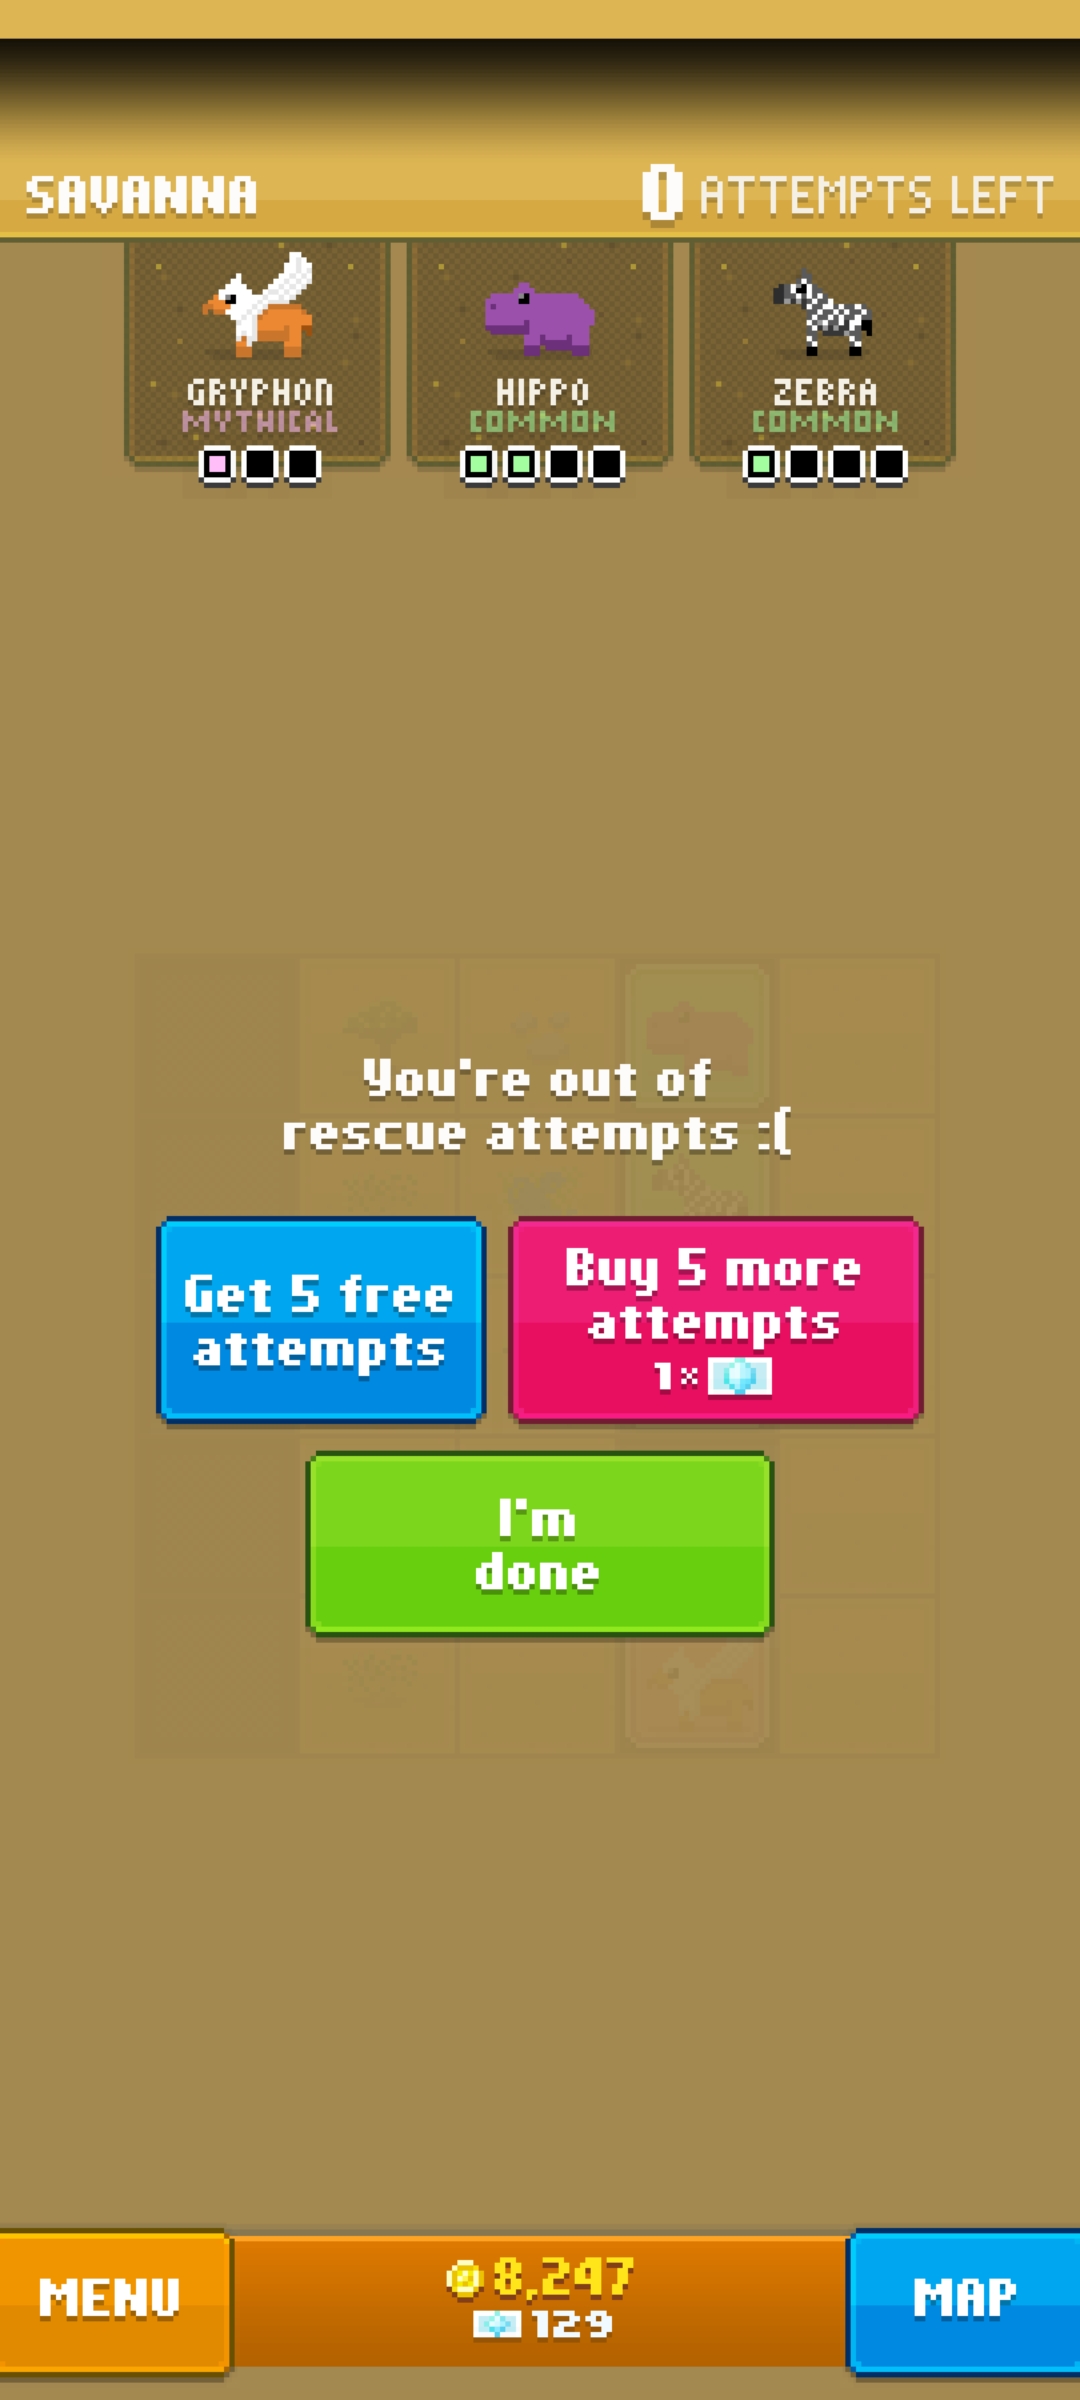 SAVANNA
0 ATTEMPTS LEFT
GRYPHON
MYTHICAL
HIPPO
COMMON
ZEBRA
COMMON
You're out of
rescue attempts :(
Get 5 free
attempts
Buy 5 more
attempts
1×
I'm
done
MENU
8,247
129
MAP